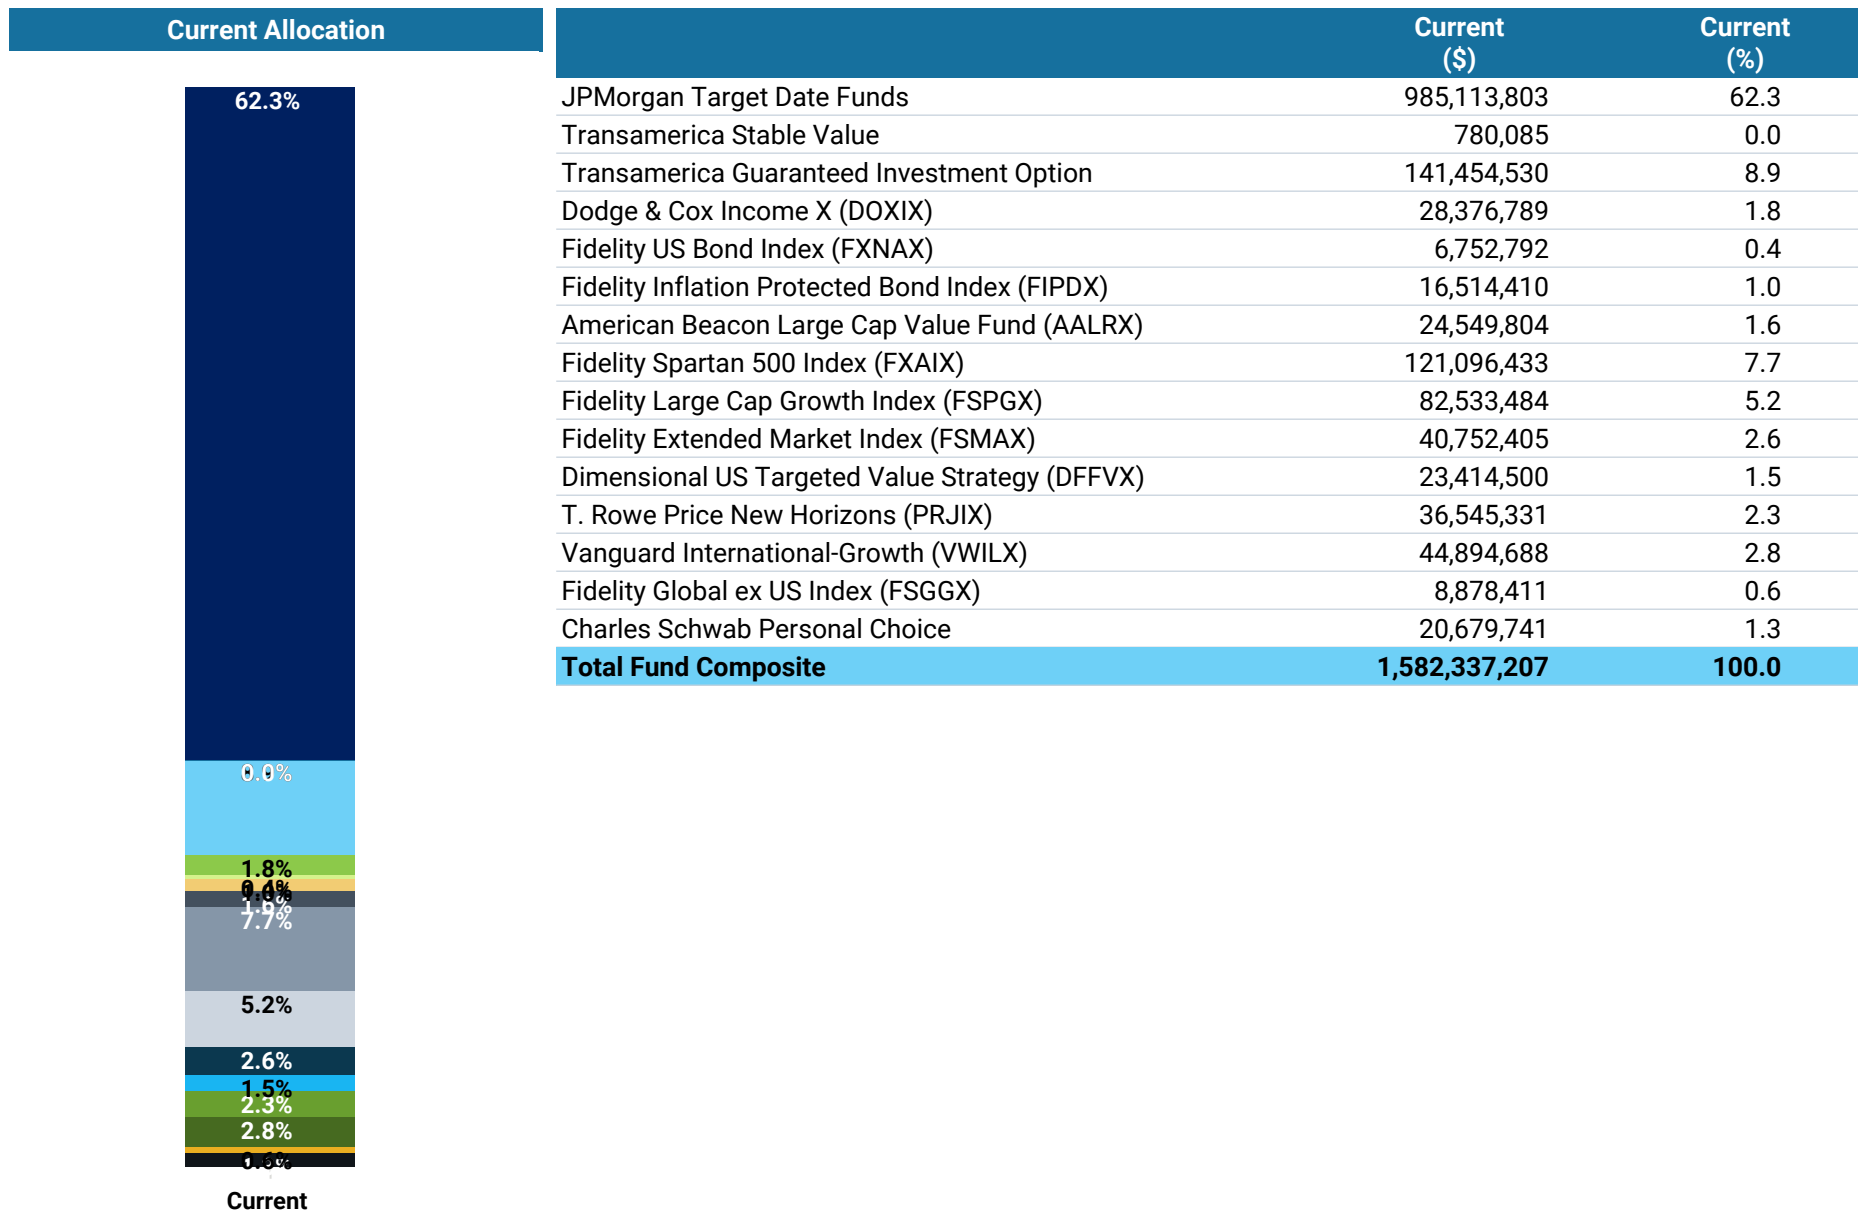 Current Allocation
62.3%
0.0%
1.8%
1.6%
7.7%
5.2%
2.6%
1.5%
2.3%
2.8%
0.6%
Current
Current ($) Current (%)
JPMorgan Target Date Funds 985,113,803 62.3
Transamerica Stable Value 780,085 0.0
Transamerica Guaranteed Investment Option 141,454,530 8.9
Dodge & Cox Income X (DOXIX) 28,376,789 1.8
Fidelity US Bond Index (FXNAX) 6,752,792 0.4
Fidelity Inflation Protected Bond Index (FIPDX) 16,514,410 1.0
American Beacon Large Cap Value Fund (AALRX) 24,549,804 1.6
Fidelity Spartan 500 Index (FXAIX) 121,096,433 7.7
Fidelity Large Cap Growth Index (FSPGX) 82,533,484 5.2
Fidelity Extended Market Index (FSMAX) 40,752,405 2.6
Dimensional US Targeted Value Strategy (DFFVX) 23,414,500 1.5
T. Rowe Price New Horizons (PRJIX) 36,545,331 2.3
Vanguard International-Growth (VWILX) 44,894,688 2.8
Fidelity Global ex US Index (FSGGX) 8,878,411 0.6
Charles Schwab Personal Choice 20,679,741 1.3
Total Fund Composite 1,582,337,207 100.0